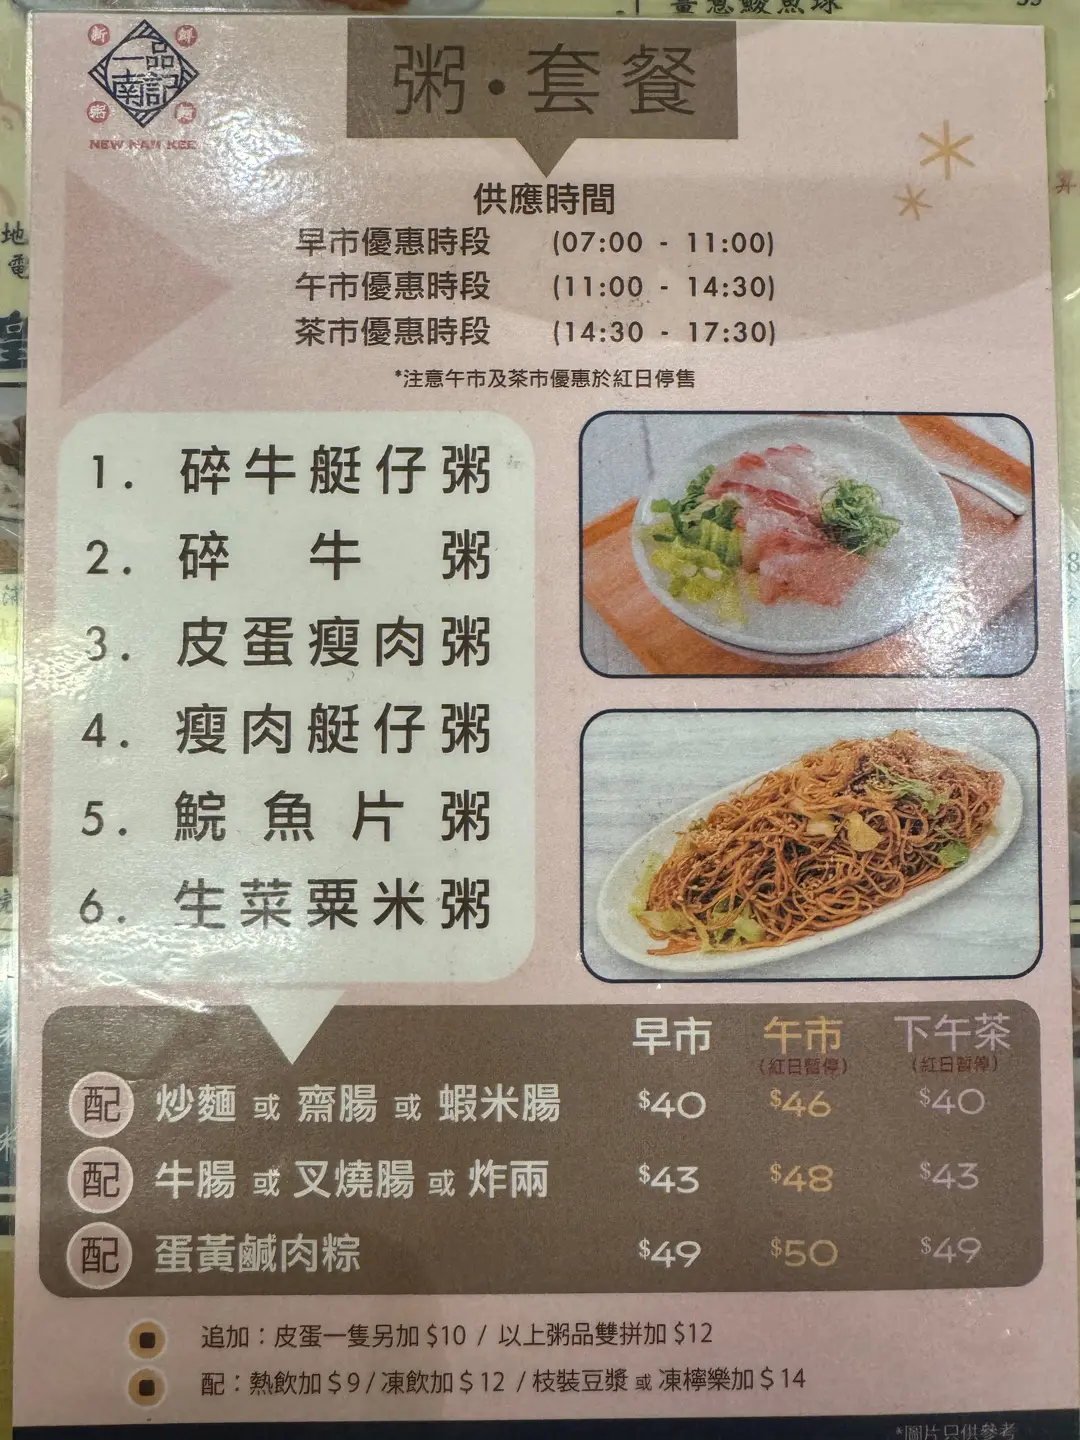 薑蔥鯪魚球
新 鮮
一品
南記
粥 麵
NEW NAM KEE
粥·套餐
供應時間
早市優惠時段 (07:00 - 11:00)
午市優惠時段 (11:00 - 14:30)
茶市優惠時段 (14:30 - 17:30)
*注意午市及茶市優惠於紅日停售
1. 碎牛艇仔粥
2. 碎牛粥
3. 皮蛋瘦肉粥
4. 瘦肉艇仔粥
5. 鯇魚片粥
6. 生菜粟米粥
早市 午市 下午茶
(紅日暫停) (紅日暫停)
配 炒麵 或 齋腸 或 蝦米腸 $40 $46 $40
配 牛腸 或 叉燒腸 或 炸兩 $43 $48 $43
配 蛋黃鹹肉粽 $49 $50 $49
追加：皮蛋一隻另加 $10 / 以上粥品雙拼加 $12
配：熱飲加 $ 9 / 凍飲加 $ 12 / 枝裝豆漿 或 凍檸樂加 $ 14
*圖片只供參考